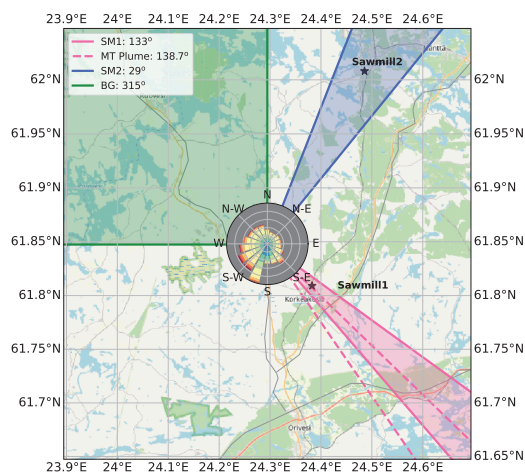 23.9°E 24°E 24.1°E 24.2°E 24.3°E 24.4°E 24.5°E 24.6°E
SM1: 133°
MT Plume: 138.7°
SM2: 29°
BG: 315°
Sawmill2
62°N 62°N
61.95°N 61.95°N
61.9°N 61.9°N
N
N-W N-E
61.85°N W E 61.85°N
S-W S-E
S
Sawmill1
61.8°N 61.8°N
61.75°N 61.75°N
61.7°N 61.7°N
Orivesi
61.65°N 61.65°N
23.9°E 24°E 24.1°E 24.2°E 24.3°E 24.4°E 24.5°E 24.6°E